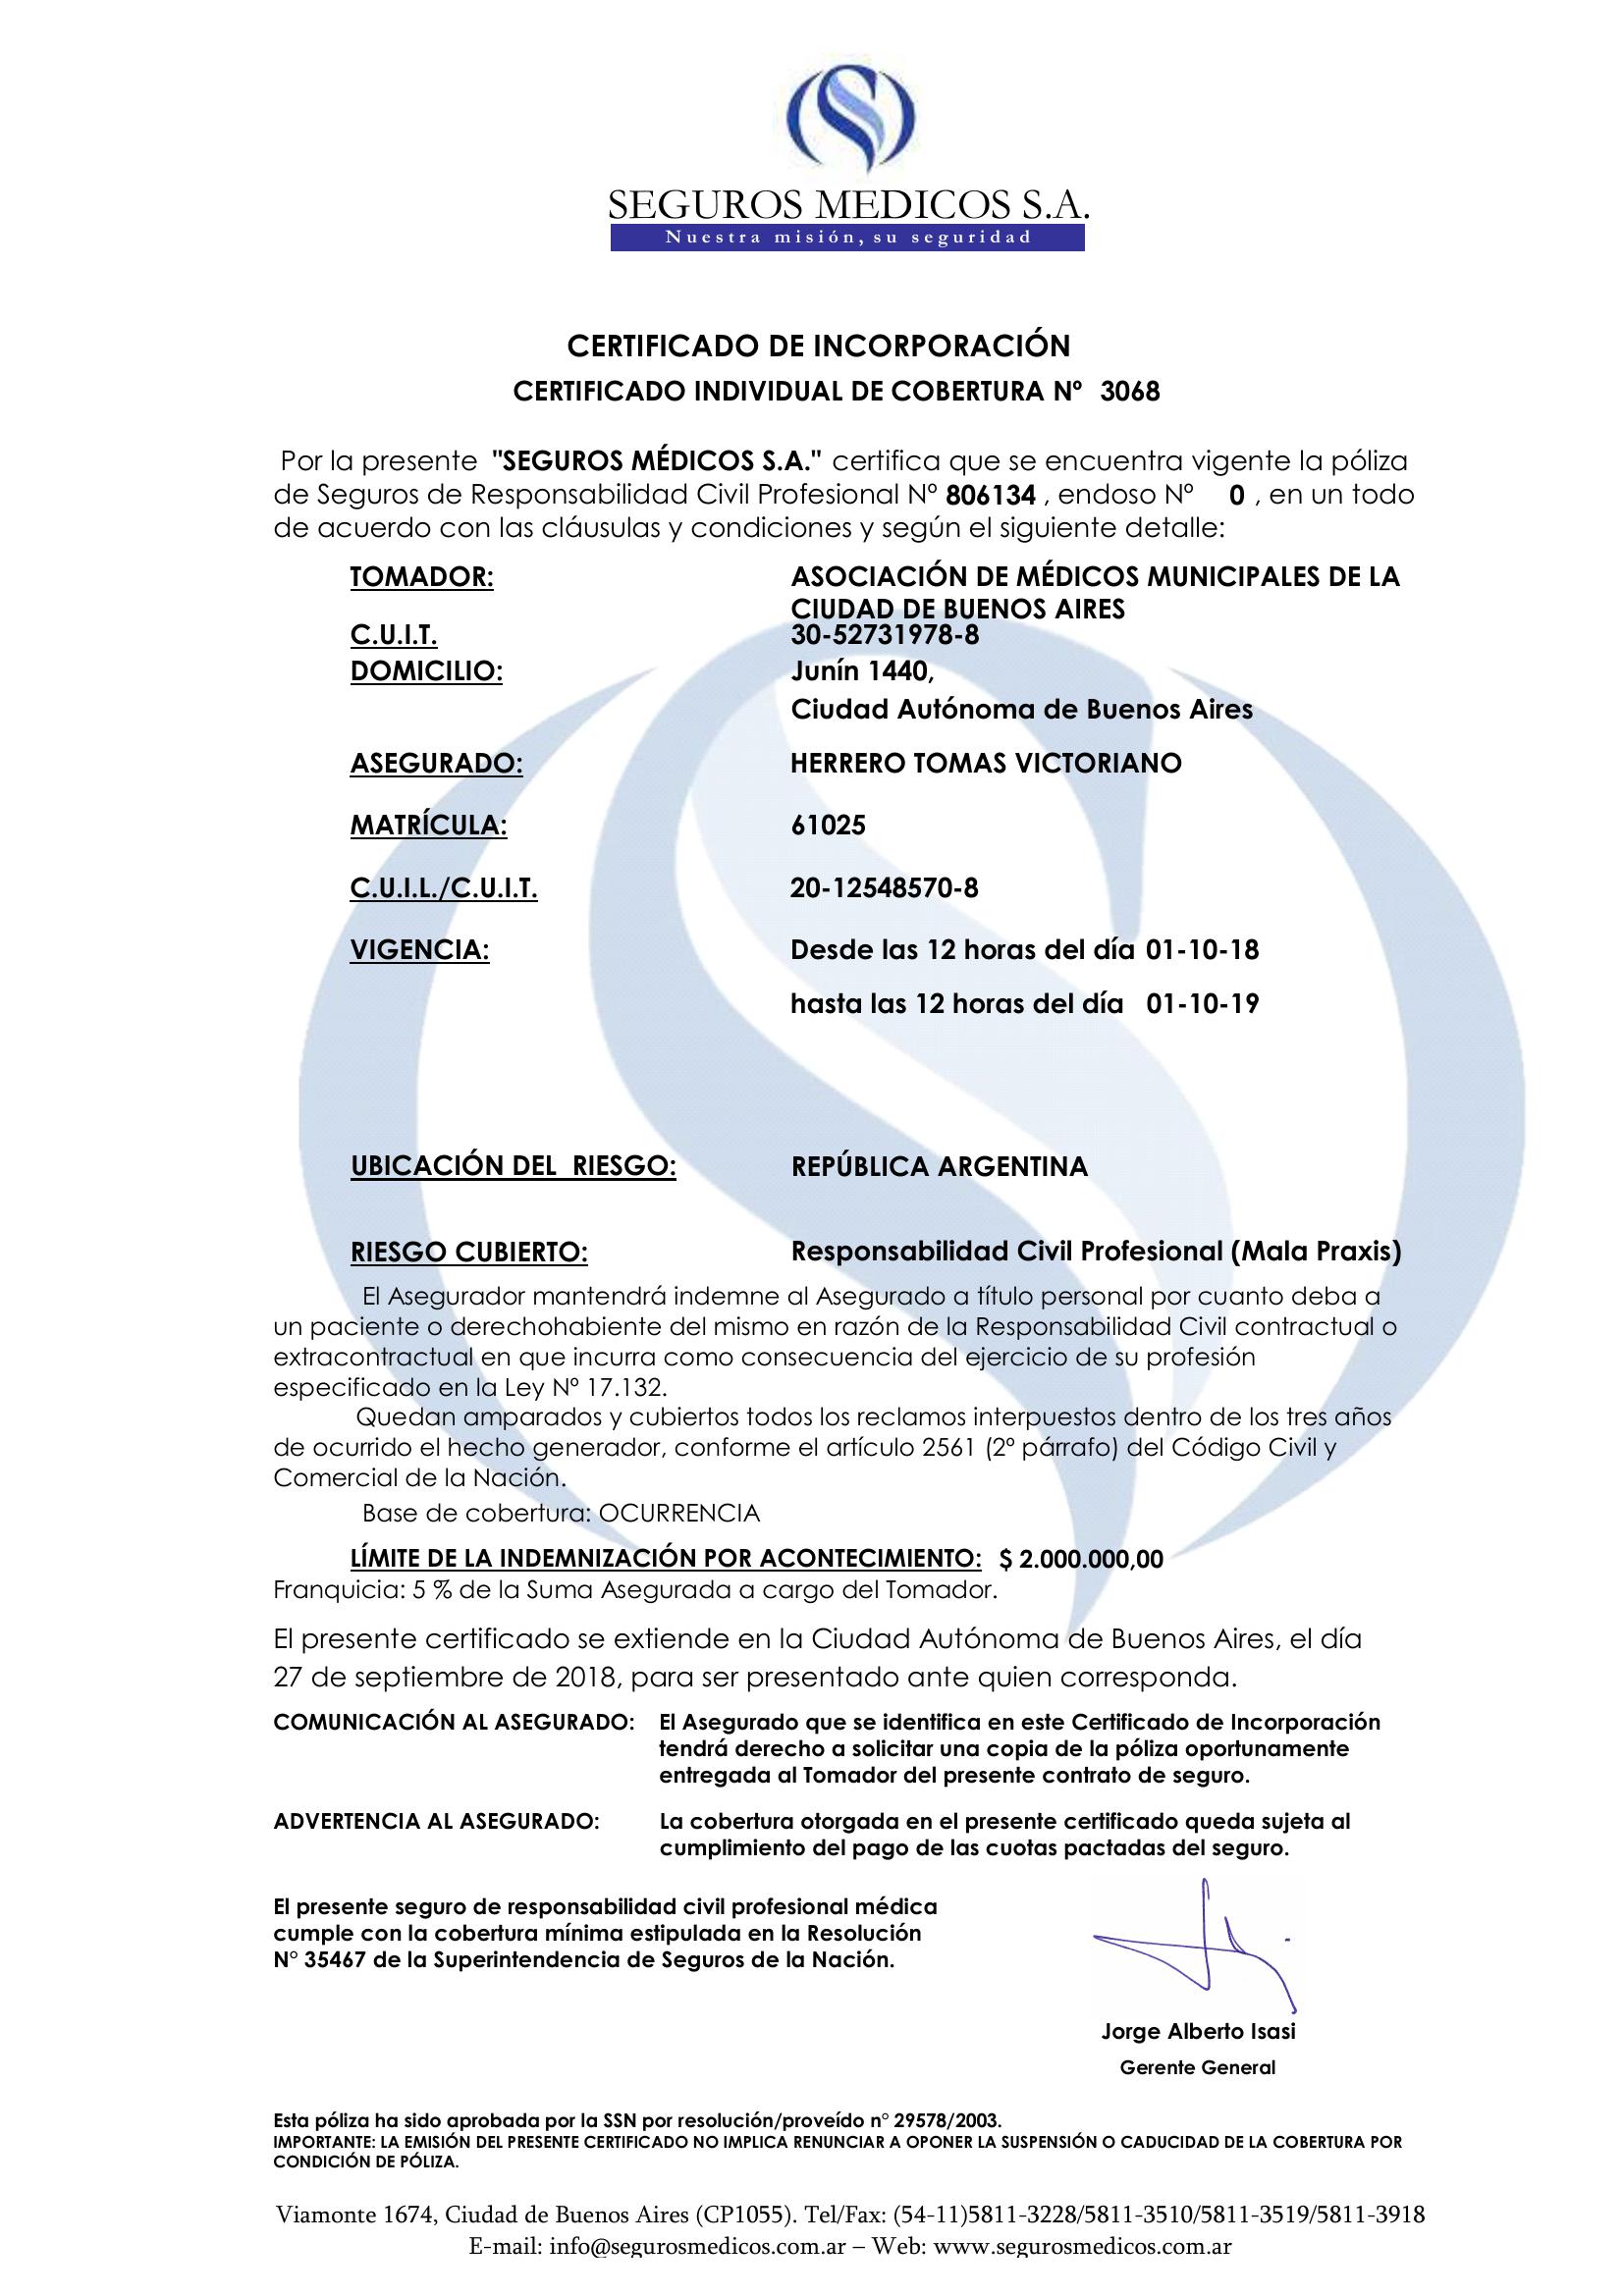 SEGUROS MEDICOS S.A.
Nuestra misión, su seguridad
CERTIFICADO DE INCORPORACIÓN
CERTIFICADO INDIVIDUAL DE COBERTURA Nº 3068
Por la presente "SEGUROS MÉDICOS S.A." certifica que se encuentra vigente la póliza
de Seguros de Responsabilidad Civil Profesional Nº 806134 , endoso Nº 0 , en un todo
de acuerdo con las cláusulas y condiciones y según el siguiente detalle:
TOMADOR: ASOCIACIÓN DE MÉDICOS MUNICIPALES DE LA
CIUDAD DE BUENOS AIRES
C.U.I.T. 30-52731978-8
DOMICILIO: Junín 1440,
Ciudad Autónoma de Buenos Aires
ASEGURADO: HERRERO TOMAS VICTORIANO
MATRÍCULA: 61025
C.U.I.L./C.U.I.T. 20-12548570-8
VIGENCIA: Desde las 12 horas del día 01-10-18
hasta las 12 horas del día 01-10-19
UBICACIÓN DEL RIESGO: REPÚBLICA ARGENTINA
RIESGO CUBIERTO: Responsabilidad Civil Profesional (Mala Praxis)
El Asegurador mantendrá indemne al Asegurado a título personal por cuanto deba a
un paciente o derechohabiente del mismo en razón de la Responsabilidad Civil contractual o
extracontractual en que incurra como consecuencia del ejercicio de su profesión
especificado en la Ley Nº 17.132.
Quedan amparados y cubiertos todos los reclamos interpuestos dentro de los tres años
de ocurrido el hecho generador, conforme el artículo 2561 (2º párrafo) del Código Civil y
Comercial de la Nación.
Base de cobertura: OCURRENCIA
LÍMITE DE LA INDEMNIZACIÓN POR ACONTECIMIENTO: $ 2.000.000,00
Franquicia: 5 % de la Suma Asegurada a cargo del Tomador.
El presente certificado se extiende en la Ciudad Autónoma de Buenos Aires, el día
27 de septiembre de 2018, para ser presentado ante quien corresponda.
COMUNICACIÓN AL ASEGURADO: El Asegurado que se identifica en este Certificado de Incorporación
tendrá derecho a solicitar una copia de la póliza oportunamente
entregada al Tomador del presente contrato de seguro.
ADVERTENCIA AL ASEGURADO: La cobertura otorgada en el presente certificado queda sujeta al
cumplimiento del pago de las cuotas pactadas del seguro.
El presente seguro de responsabilidad civil profesional médica
cumple con la cobertura mínima estipulada en la Resolución
N° 35467 de la Superintendencia de Seguros de la Nación.
Jorge Alberto Isasi
Gerente General
Esta póliza ha sido aprobada por la SSN por resolución/proveído n° 29578/2003.
IMPORTANTE: LA EMISIÓN DEL PRESENTE CERTIFICADO NO IMPLICA RENUNCIAR A OPONER LA SUSPENSIÓN O CADUCIDAD DE LA COBERTURA POR
CONDICIÓN DE PÓLIZA.
Viamonte 1674, Ciudad de Buenos Aires (CP1055). Tel/Fax: (54-11)5811-3228/5811-3510/5811-3519/5811-3918
E-mail: info@segurosmedicos.com.ar – Web: www.segurosmedicos.com.ar